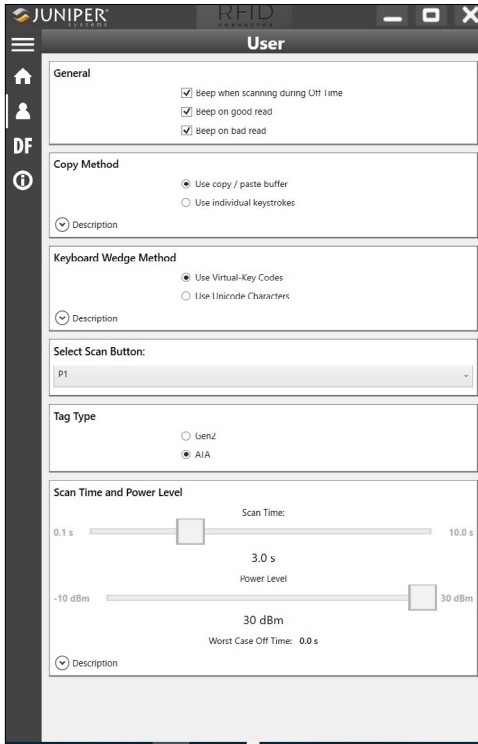 JUNIPER
systems
RFID
CONNECTOR
User
DF
General
Beep when scanning during Off Time
Beep on good read
Beep on bad read
Copy Method
Use copy / paste buffer
Use individual keystrokes
Description
Keyboard Wedge Method
Use Virtual-Key Codes
Use Unicode Characters
Description
Select Scan Button:
P1
Tag Type
Gen2
AIA
Scan Time and Power Level
Scan Time:
0.1 s 10.0 s
3.0 s
Power Level
-10 dBm 30 dBm
30 dBm
Worst Case Off Time: 0.0 s
Description